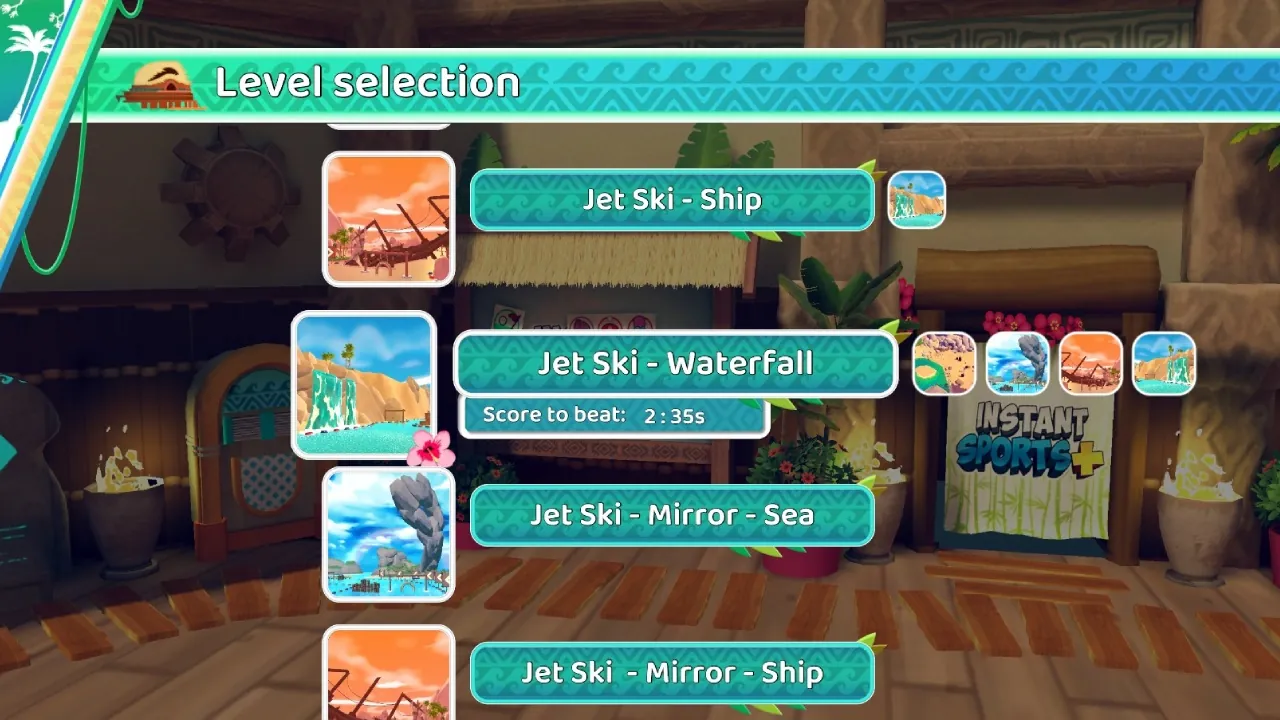 Level selection
Jet Ski - Ship
Jet Ski - Waterfall
Score to beat: 2:35s
INSTANT
SPORTS+
Jet Ski - Mirror - Sea
Jet Ski - Mirror - Ship